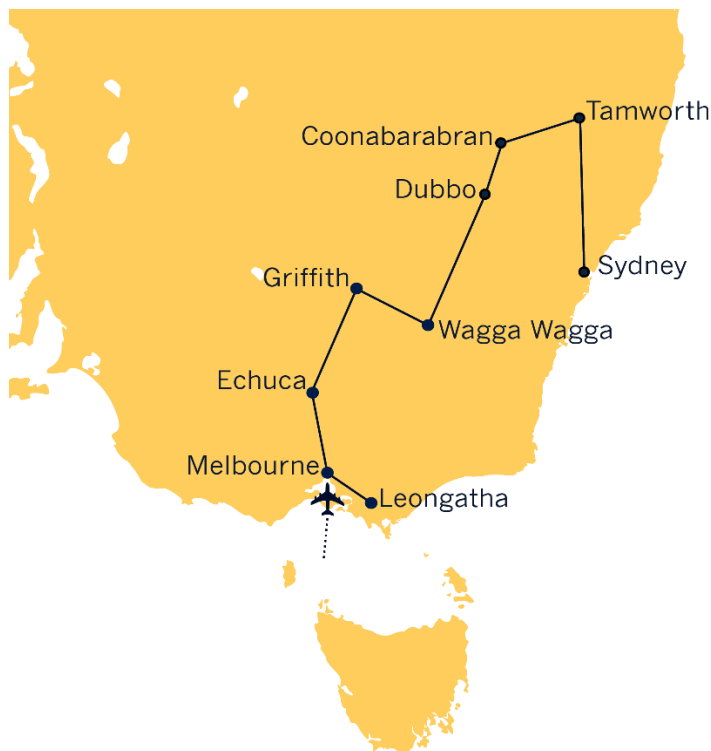 Tamworth
Coonabarabran
Dubbo
Sydney
Griffith
Wagga Wagga
Echuca
Melbourne
Leongatha